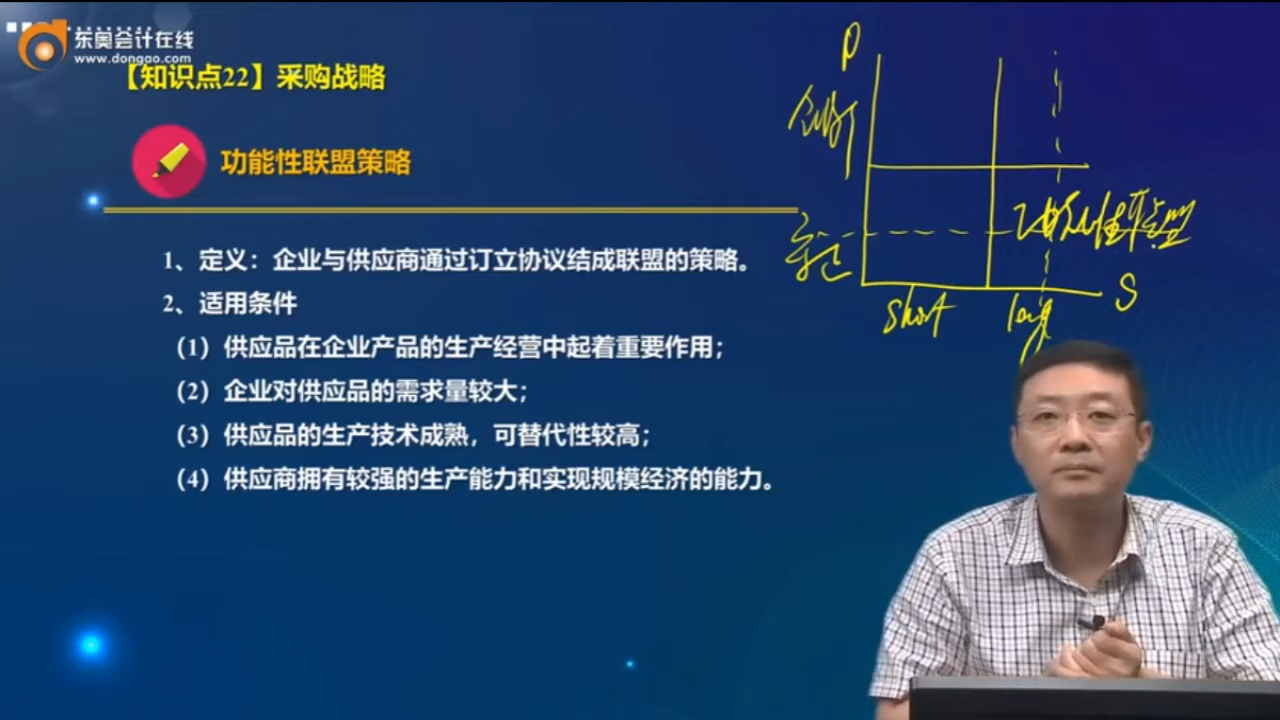 东奥会计在线
www.dongao.com
【知识点22】采购战略
功能性联盟策略
1、定义：企业与供应商通过订立协议结成联盟的策略。
2、适用条件
（1）供应品在企业产品的生产经营中起着重要作用；
（2）企业对供应品的需求量较大；
（3）供应品的生产技术成熟，可替代性较高；
（4）供应商拥有较强的生产能力和实现规模经济的能力。
P
创新
功能性联盟
S
short
long